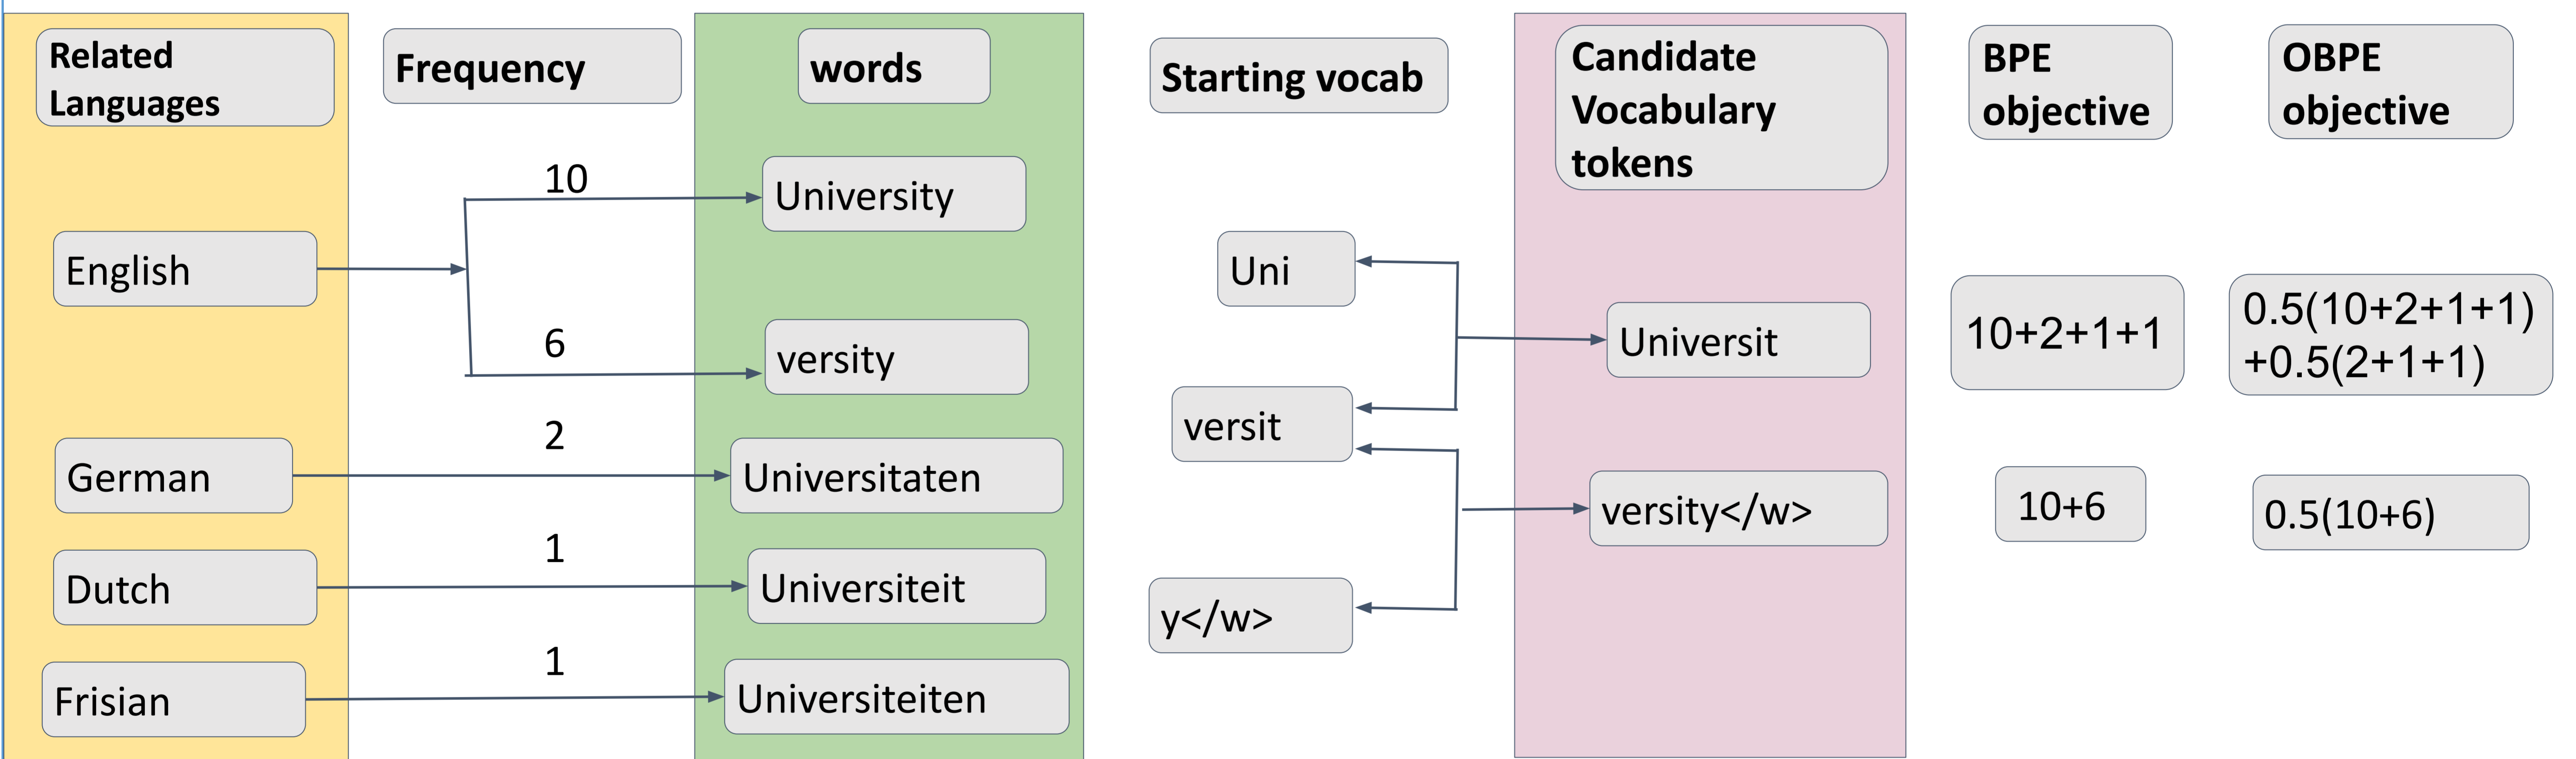 Related
Languages
Frequency
words
Starting vocab
Candidate
Vocabulary
tokens
BPE
objective
OBPE
objective
English
10
University
6
versity
German
2
Universitaten
Dutch
1
Universiteit
Frisian
1
Universiteiten
Uni
versit
y</w>
Universit
versity</w>
10+2+1+1
0.5(10+2+1+1)
+0.5(2+1+1)
10+6
0.5(10+6)